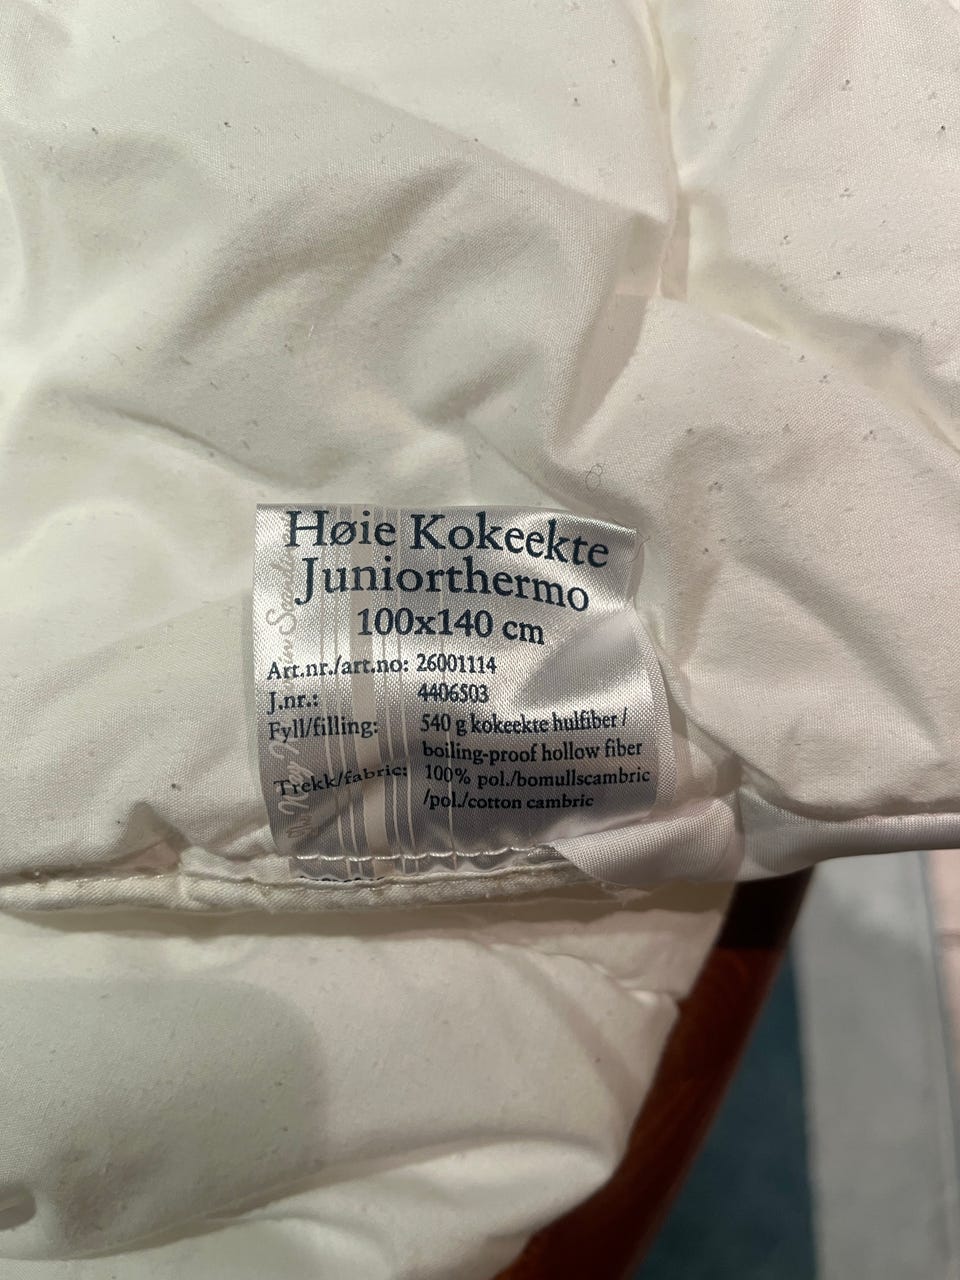 Høie Kokeekte
Juniorthermo
100x140 cm
Art.nr./art.no: 26001114
J.nr.: 4406503
Fyll/filling: 540 g kokeekte hulfiber /
boiling-proof hollow fiber
Trekk/fabric: 100% pol./bomullscambric
/pol./cotton cambric